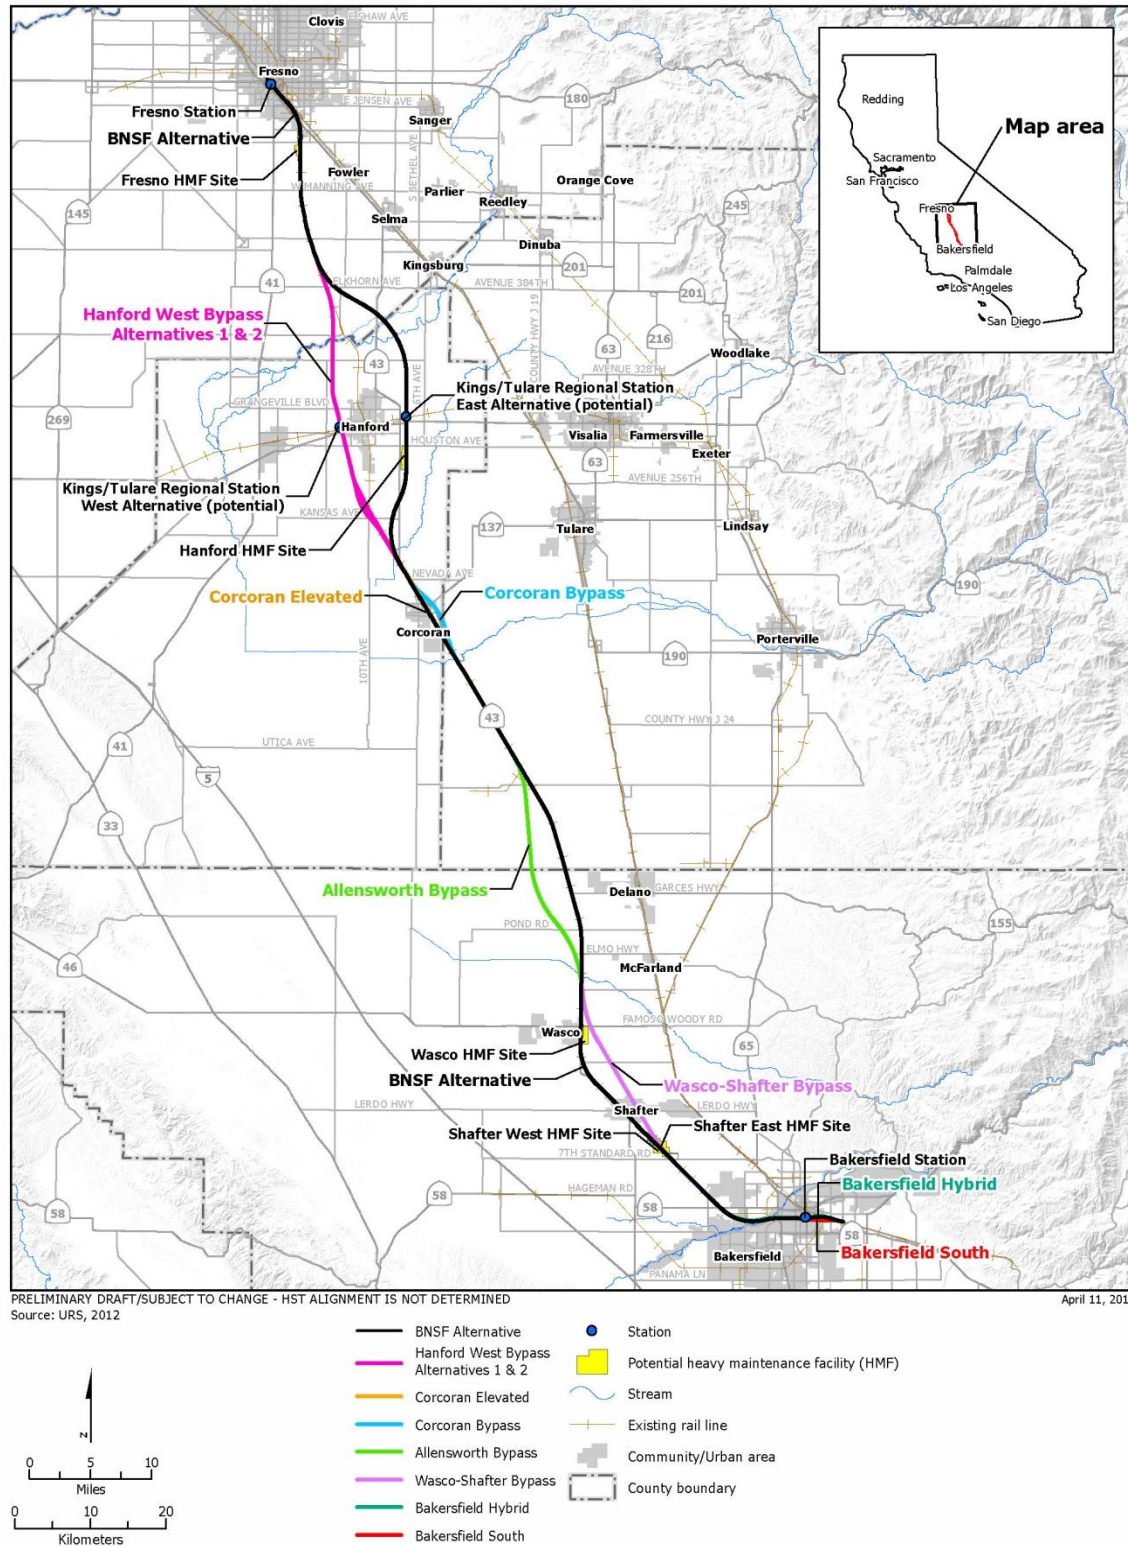 Clovis
E SHAW AVE
Fresno
Fresno Station
E JENSEN AVE
180
BNSF Alternative
Sanger
Fresno HMF Site
Fowler
S BETHEL AVE
W MANNING AVE
Parlier
Orange Cove
Reedley
145
Selma
245
Dinuba
Kingsburg
201
41
ELKHORN AVE
AVENUE 384TH
COUNTY HWY J 19
201
Hanford West Bypass
Alternatives 1 & 2
63
216
Woodlake
43
AVENUE 328TH
6TH AVE
Kings/Tulare Regional Station
East Alternative (potential)
GRANGEVILLE BLVD
269
Hanford
Visalia
Farmersville
HOUSTON AVE
Exeter
63
AVENUE 256TH
Kings/Tulare Regional Station
West Alternative (potential)
KANSAS AVE
137
Tulare
Lindsay
Hanford HMF Site
NEVADA AVE
190
Corcoran Elevated
Corcoran Bypass
Corcoran
Porterville
10TH AVE
190
43
COUNTY HWY J 24
41
UTICA AVE
5
33
Allensworth Bypass
Delano
GARCES HWY
POND RD
155
ELMO HWY
46
McFarland
FAMOSO WOODY RD
Wasco
65
Wasco HMF Site
BNSF Alternative
Wasco-Shafter Bypass
LERDO HWY
Shafter
LERDO HWY
Shafter West HMF Site
Shafter East HMF Site
7TH STANDARD RD
Bakersfield Station
HAGEMAN RD
Bakersfield Hybrid
58
58
58
58
Bakersfield
Bakersfield South
PANAMA LN
Redding
Map area
Sacramento
San Francisco
Fresno
Bakersfield
Palmdale
Los Angeles
San Diego
PRELIMINARY DRAFT/SUBJECT TO CHANGE - HST ALIGNMENT IS NOT DETERMINED
April 11, 201
Source: URS, 2012
BNSF Alternative
Hanford West Bypass
Alternatives 1 & 2
Corcoran Elevated
Corcoran Bypass
Allensworth Bypass
Wasco-Shafter Bypass
Bakersfield Hybrid
Bakersfield South
Station
Potential heavy maintenance facility (HMF)
Stream
Existing rail line
Community/Urban area
County boundary
N
0 5 10
Miles
0 10 20
Kilometers